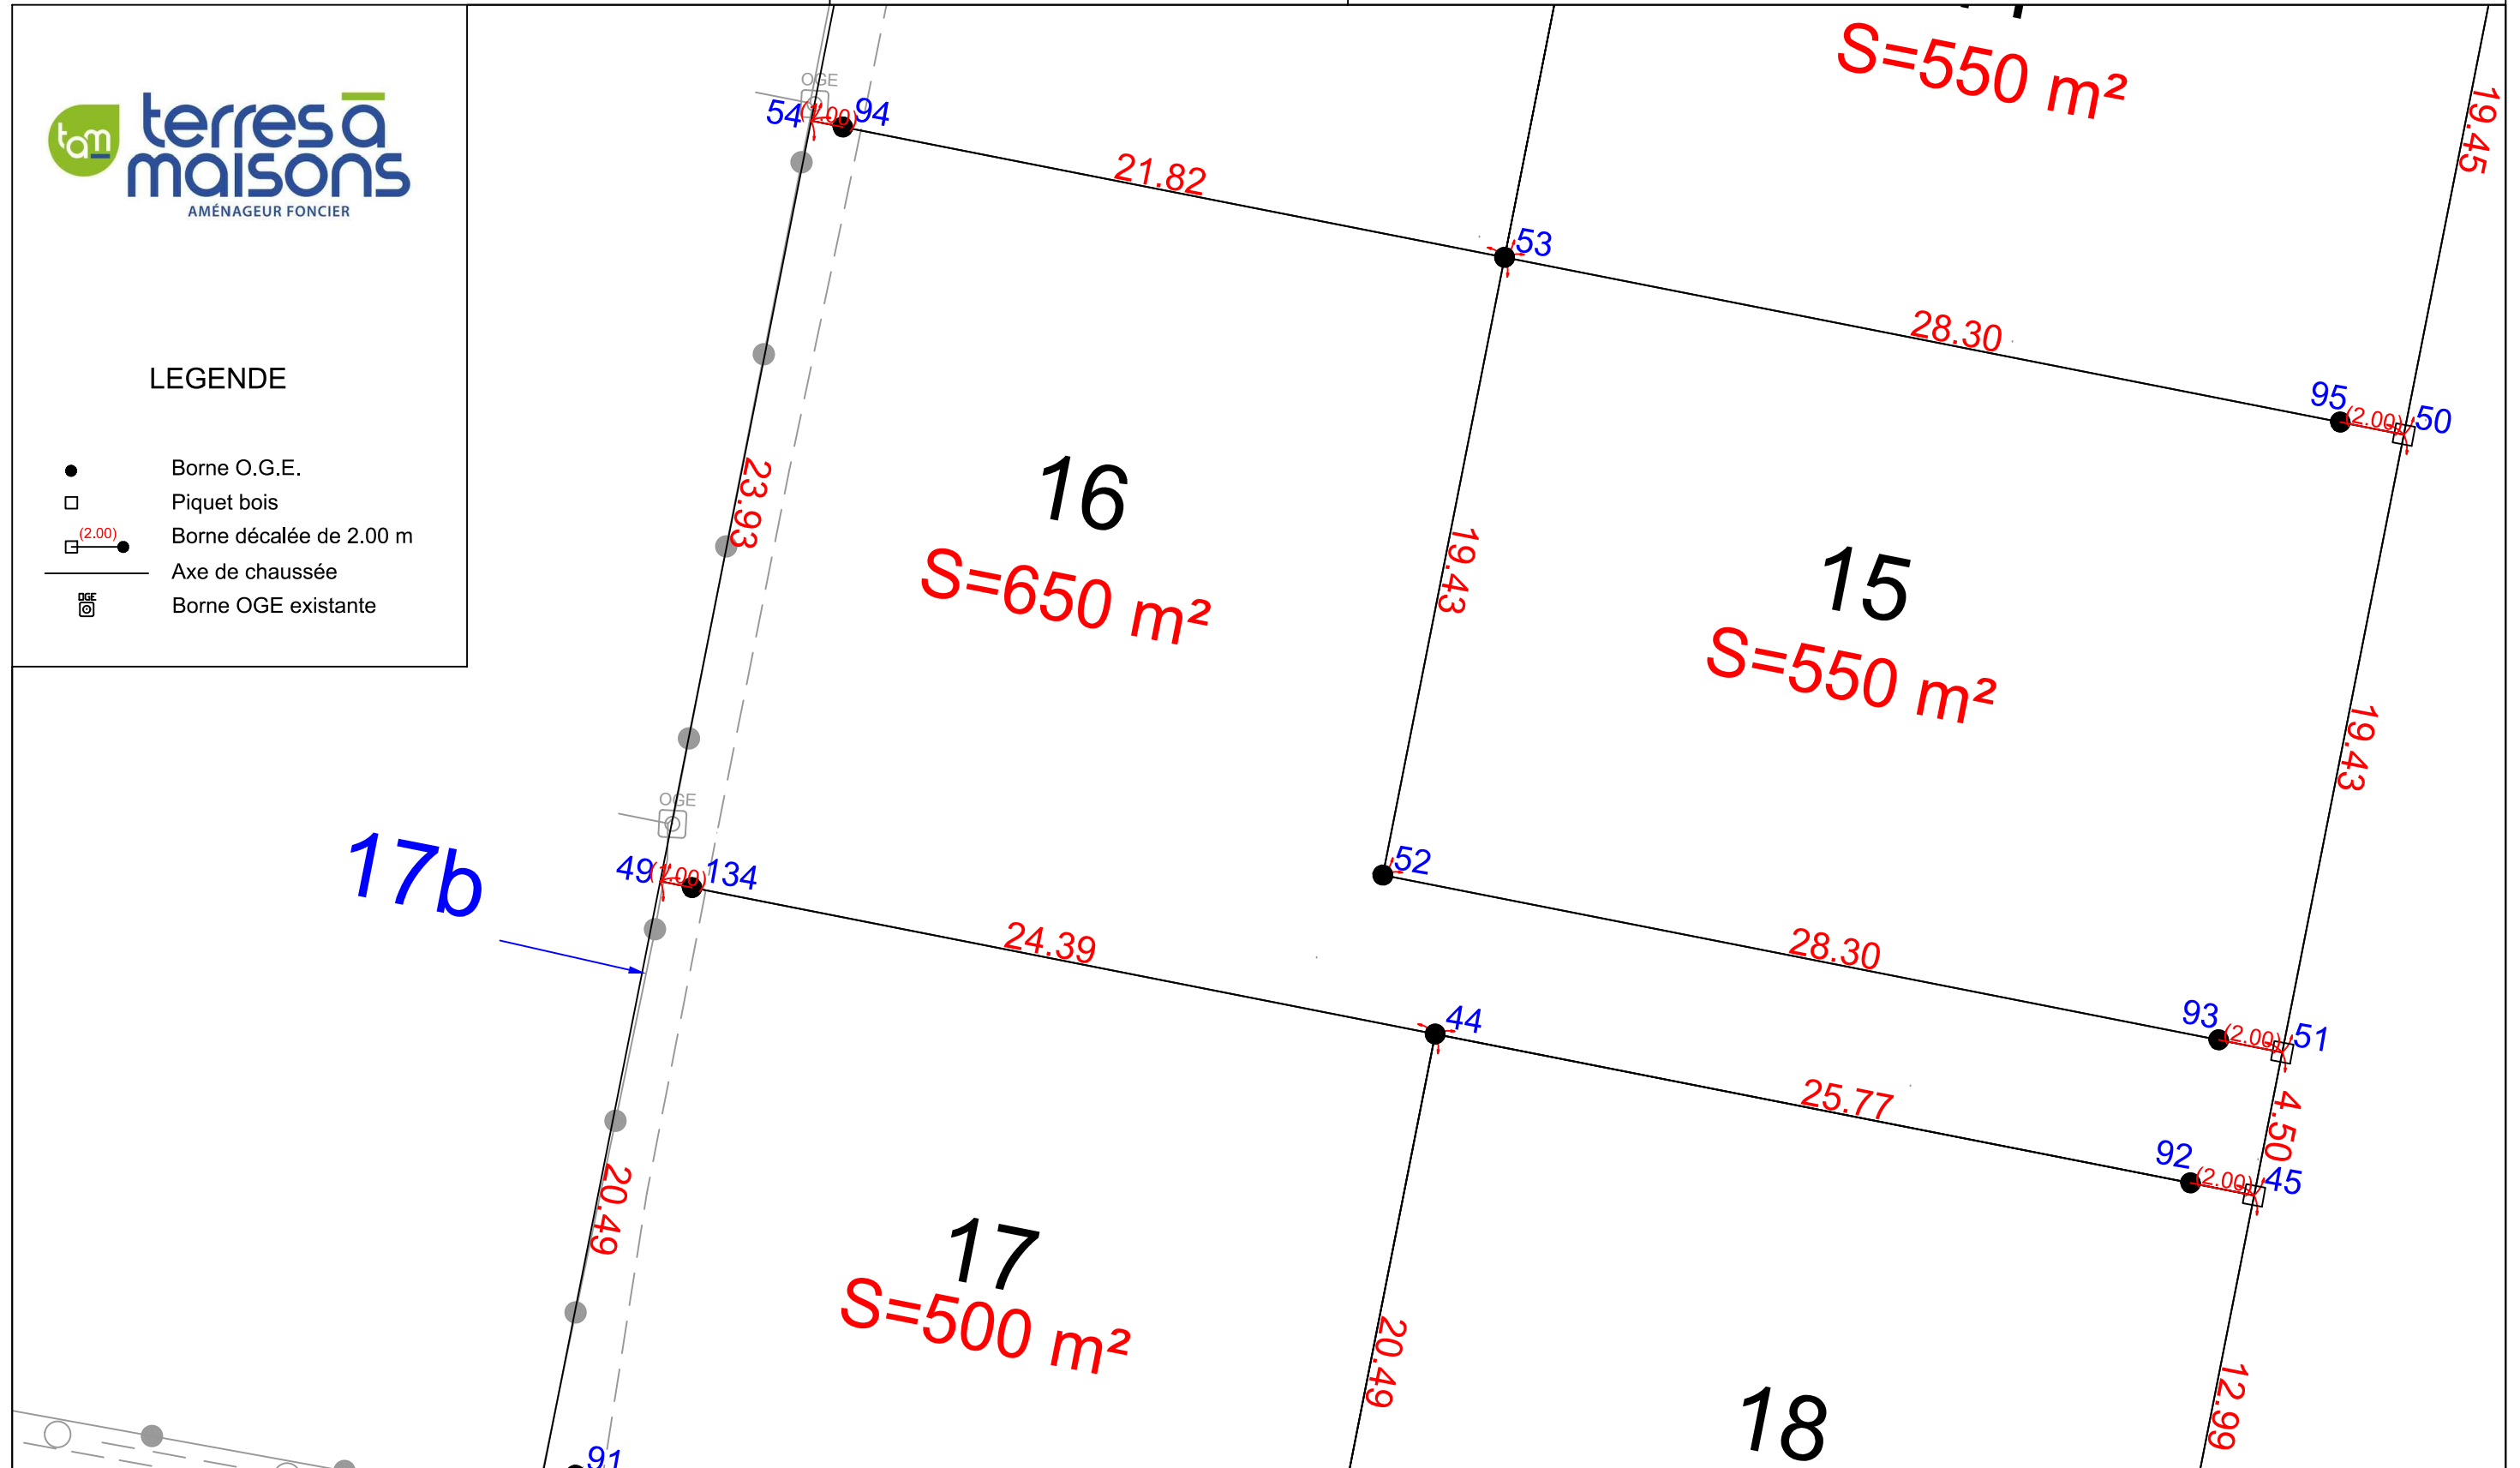 tam
terres à
maisons
AMÉNAGEUR FONCIER
LEGENDE
Borne O.G.E.
Piquet bois
(2.00)
Borne décalée de 2.00 m
Axe de chaussée
OGE
Borne OGE existante
S=550 m²
19.45
OGE
54
94
21.82
53
28.30
95
(2.00)
50
23.93
16
S=650 m²
19.43
15
S=550 m²
19.43
OGE
17b
49
134
52
24.39
28.30
44
93
(2.00)
51
25.77
4.50
92
(2.00)
45
20.49
17
S=500 m²
20.49
18
12.99
91